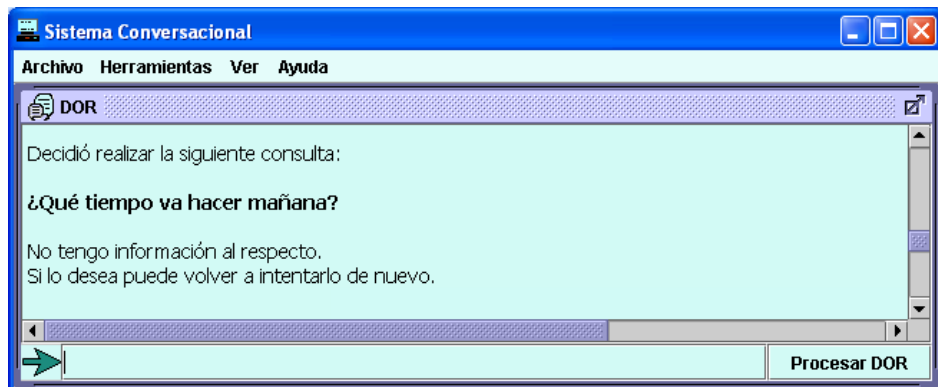 Sistema Conversacional
Archivo Herramientas Ver Ayuda
DOR
Decidió realizar la siguiente consulta:
¿Qué tiempo va hacer mañana?
No tengo información al respecto.
Si lo desea puede volver a intentarlo de nuevo.
Procesar DOR